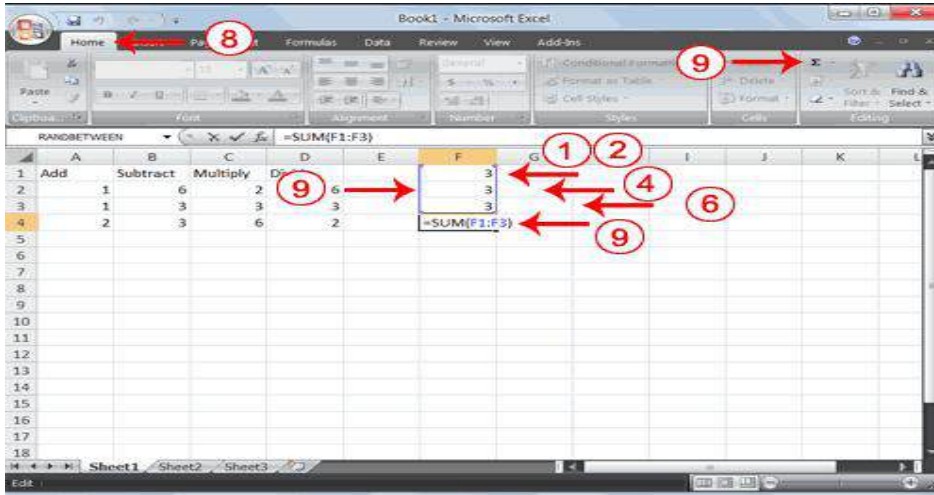 Book1 - Microsoft Excel
Home Formulas Data Review View Add-Ins
8
9
General
Conditional
Format as Table
Cell Styles
Delete
Format
Paste
Sort & Find &
Filter Select
Font Alignment Number Styles Cells Editing
RANDBETWEEN =SUM(F1:F3)
A B C D E F G I J K L
1 Add Subtract Multiply 3 1 2
2 1 6 2 6 9 3 4
3 1 3 3 3 3 6
4 2 3 6 2 =SUM(F1:F3) 9
5
6
7
8
9
10
11
12
13
14
15
16
17
18
Sheet1 Sheet2 Sheet3
Edit